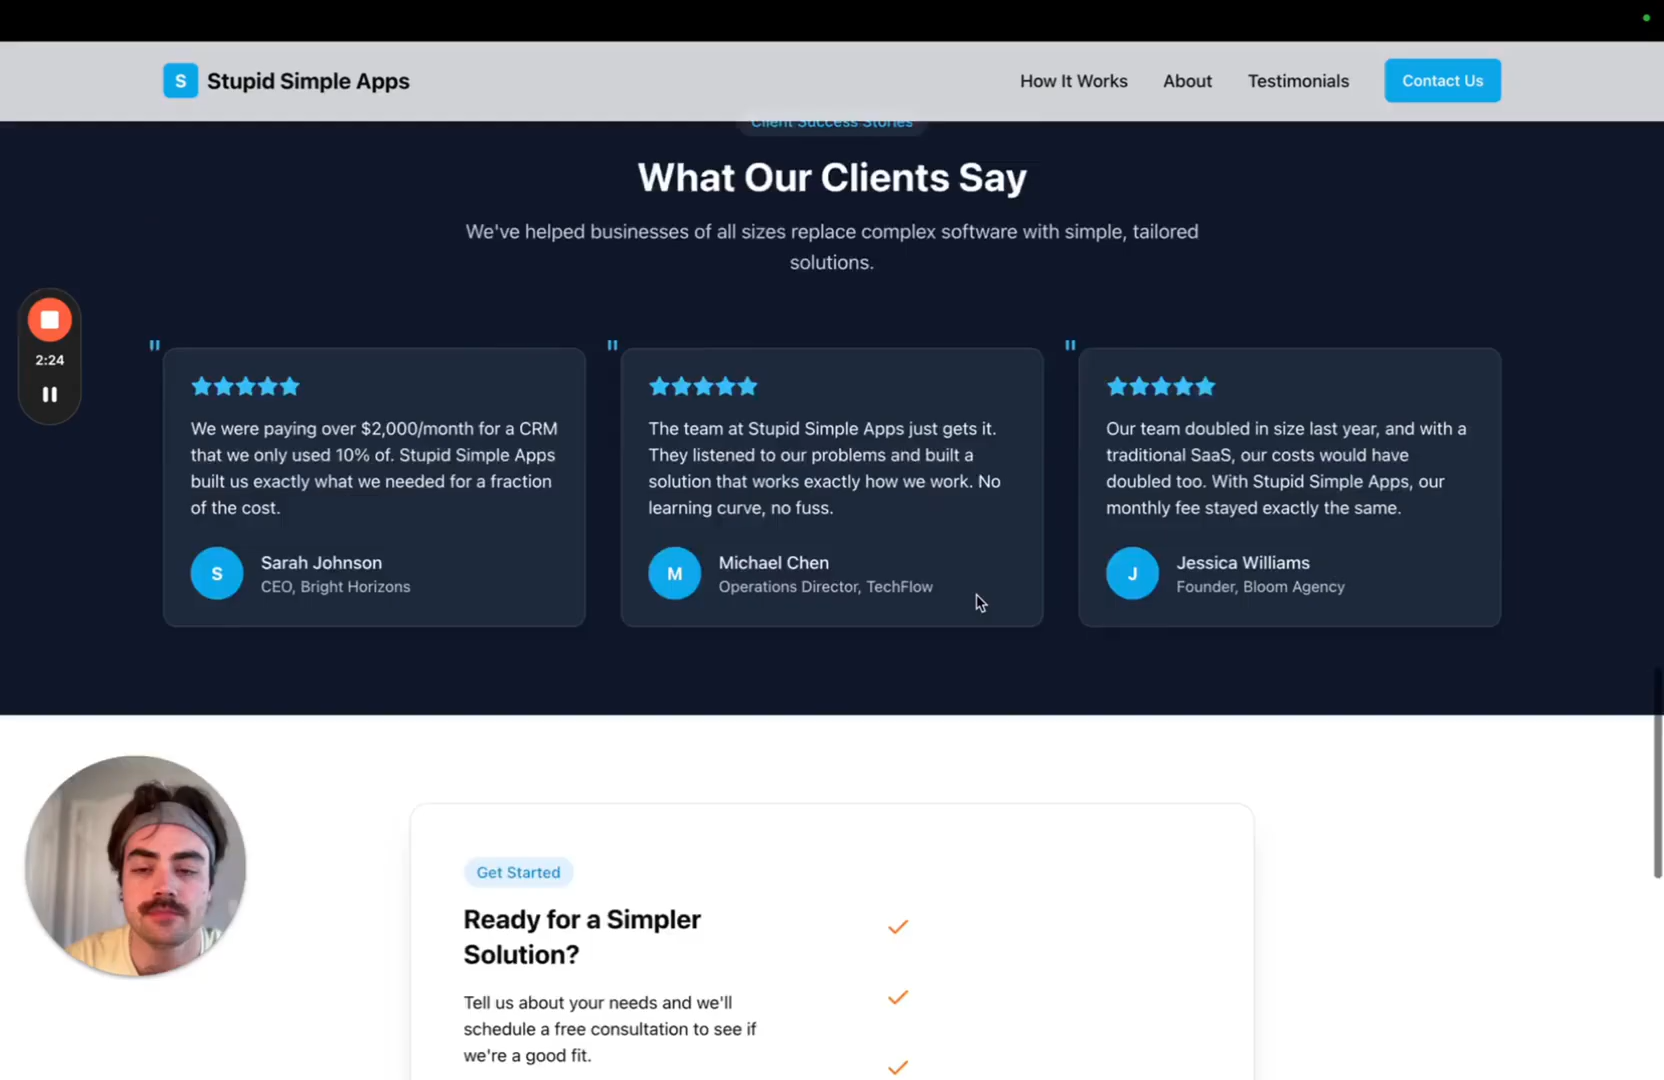 S Stupid Simple Apps
How It Works
About
Testimonials
Contact Us
Client Success Stories
What Our Clients Say
We've helped businesses of all sizes replace complex software with simple, tailored
solutions.
2:24
"
We were paying over $2,000/month for a CRM
that we only used 10% of. Stupid Simple Apps
built us exactly what we needed for a fraction
of the cost.
S
Sarah Johnson
CEO, Bright Horizons
"
The team at Stupid Simple Apps just gets it.
They listened to our problems and built a
solution that works exactly how we work. No
learning curve, no fuss.
M
Michael Chen
Operations Director, TechFlow
"
Our team doubled in size last year, and with a
traditional SaaS, our costs would have
doubled too. With Stupid Simple Apps, our
monthly fee stayed exactly the same.
J
Jessica Williams
Founder, Bloom Agency
Get Started
Ready for a Simpler
Solution?
Tell us about your needs and we'll
schedule a free consultation to see if
we're a good fit.